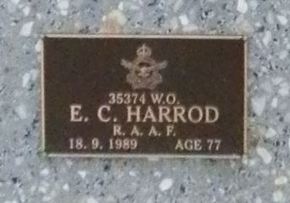 35374 W.O.
E. C. HARROD
R. A. A. F.
18. 9. 1989 AGE 77